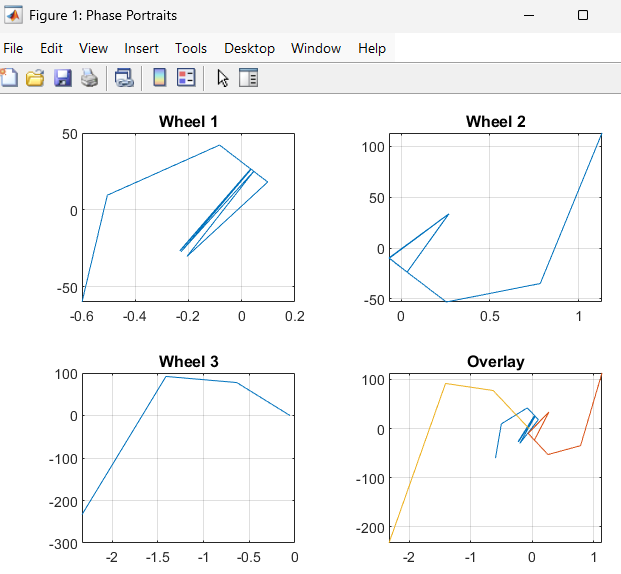 Figure 1: Phase Portraits
File Edit View Insert Tools Desktop Window Help
Wheel 1
50
0
-50
-0.6 -0.4 -0.2 0 0.2
Wheel 2
100
50
0
-50
0 0.5 1
Wheel 3
100
0
-100
-200
-300
-2 -1.5 -1 -0.5 0
Overlay
100
0
-100
-200
-2 -1 0 1